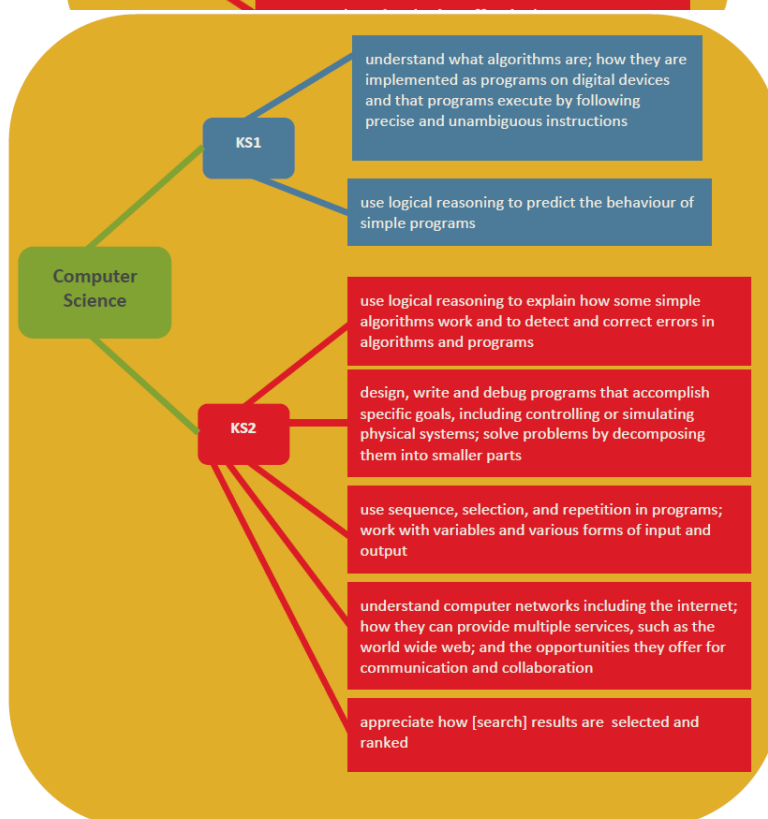 understand what algorithms are; how they are
implemented as programs on digital devices
and that programs execute by following
precise and unambiguous instructions
KS1
use logical reasoning to predict the behaviour of
simple programs
Computer
Science
use logical reasoning to explain how some simple
algorithms work and to detect and correct errors in
algorithms and programs
design, write and debug programs that accomplish
specific goals, including controlling or simulating
physical systems; solve problems by decomposing
them into smaller parts
KS2
use sequence, selection, and repetition in programs;
work with variables and various forms of input and
output
understand computer networks including the internet;
how they can provide multiple services, such as the
world wide web; and the opportunities they offer for
communication and collaboration
appreciate how [search] results are selected and
ranked